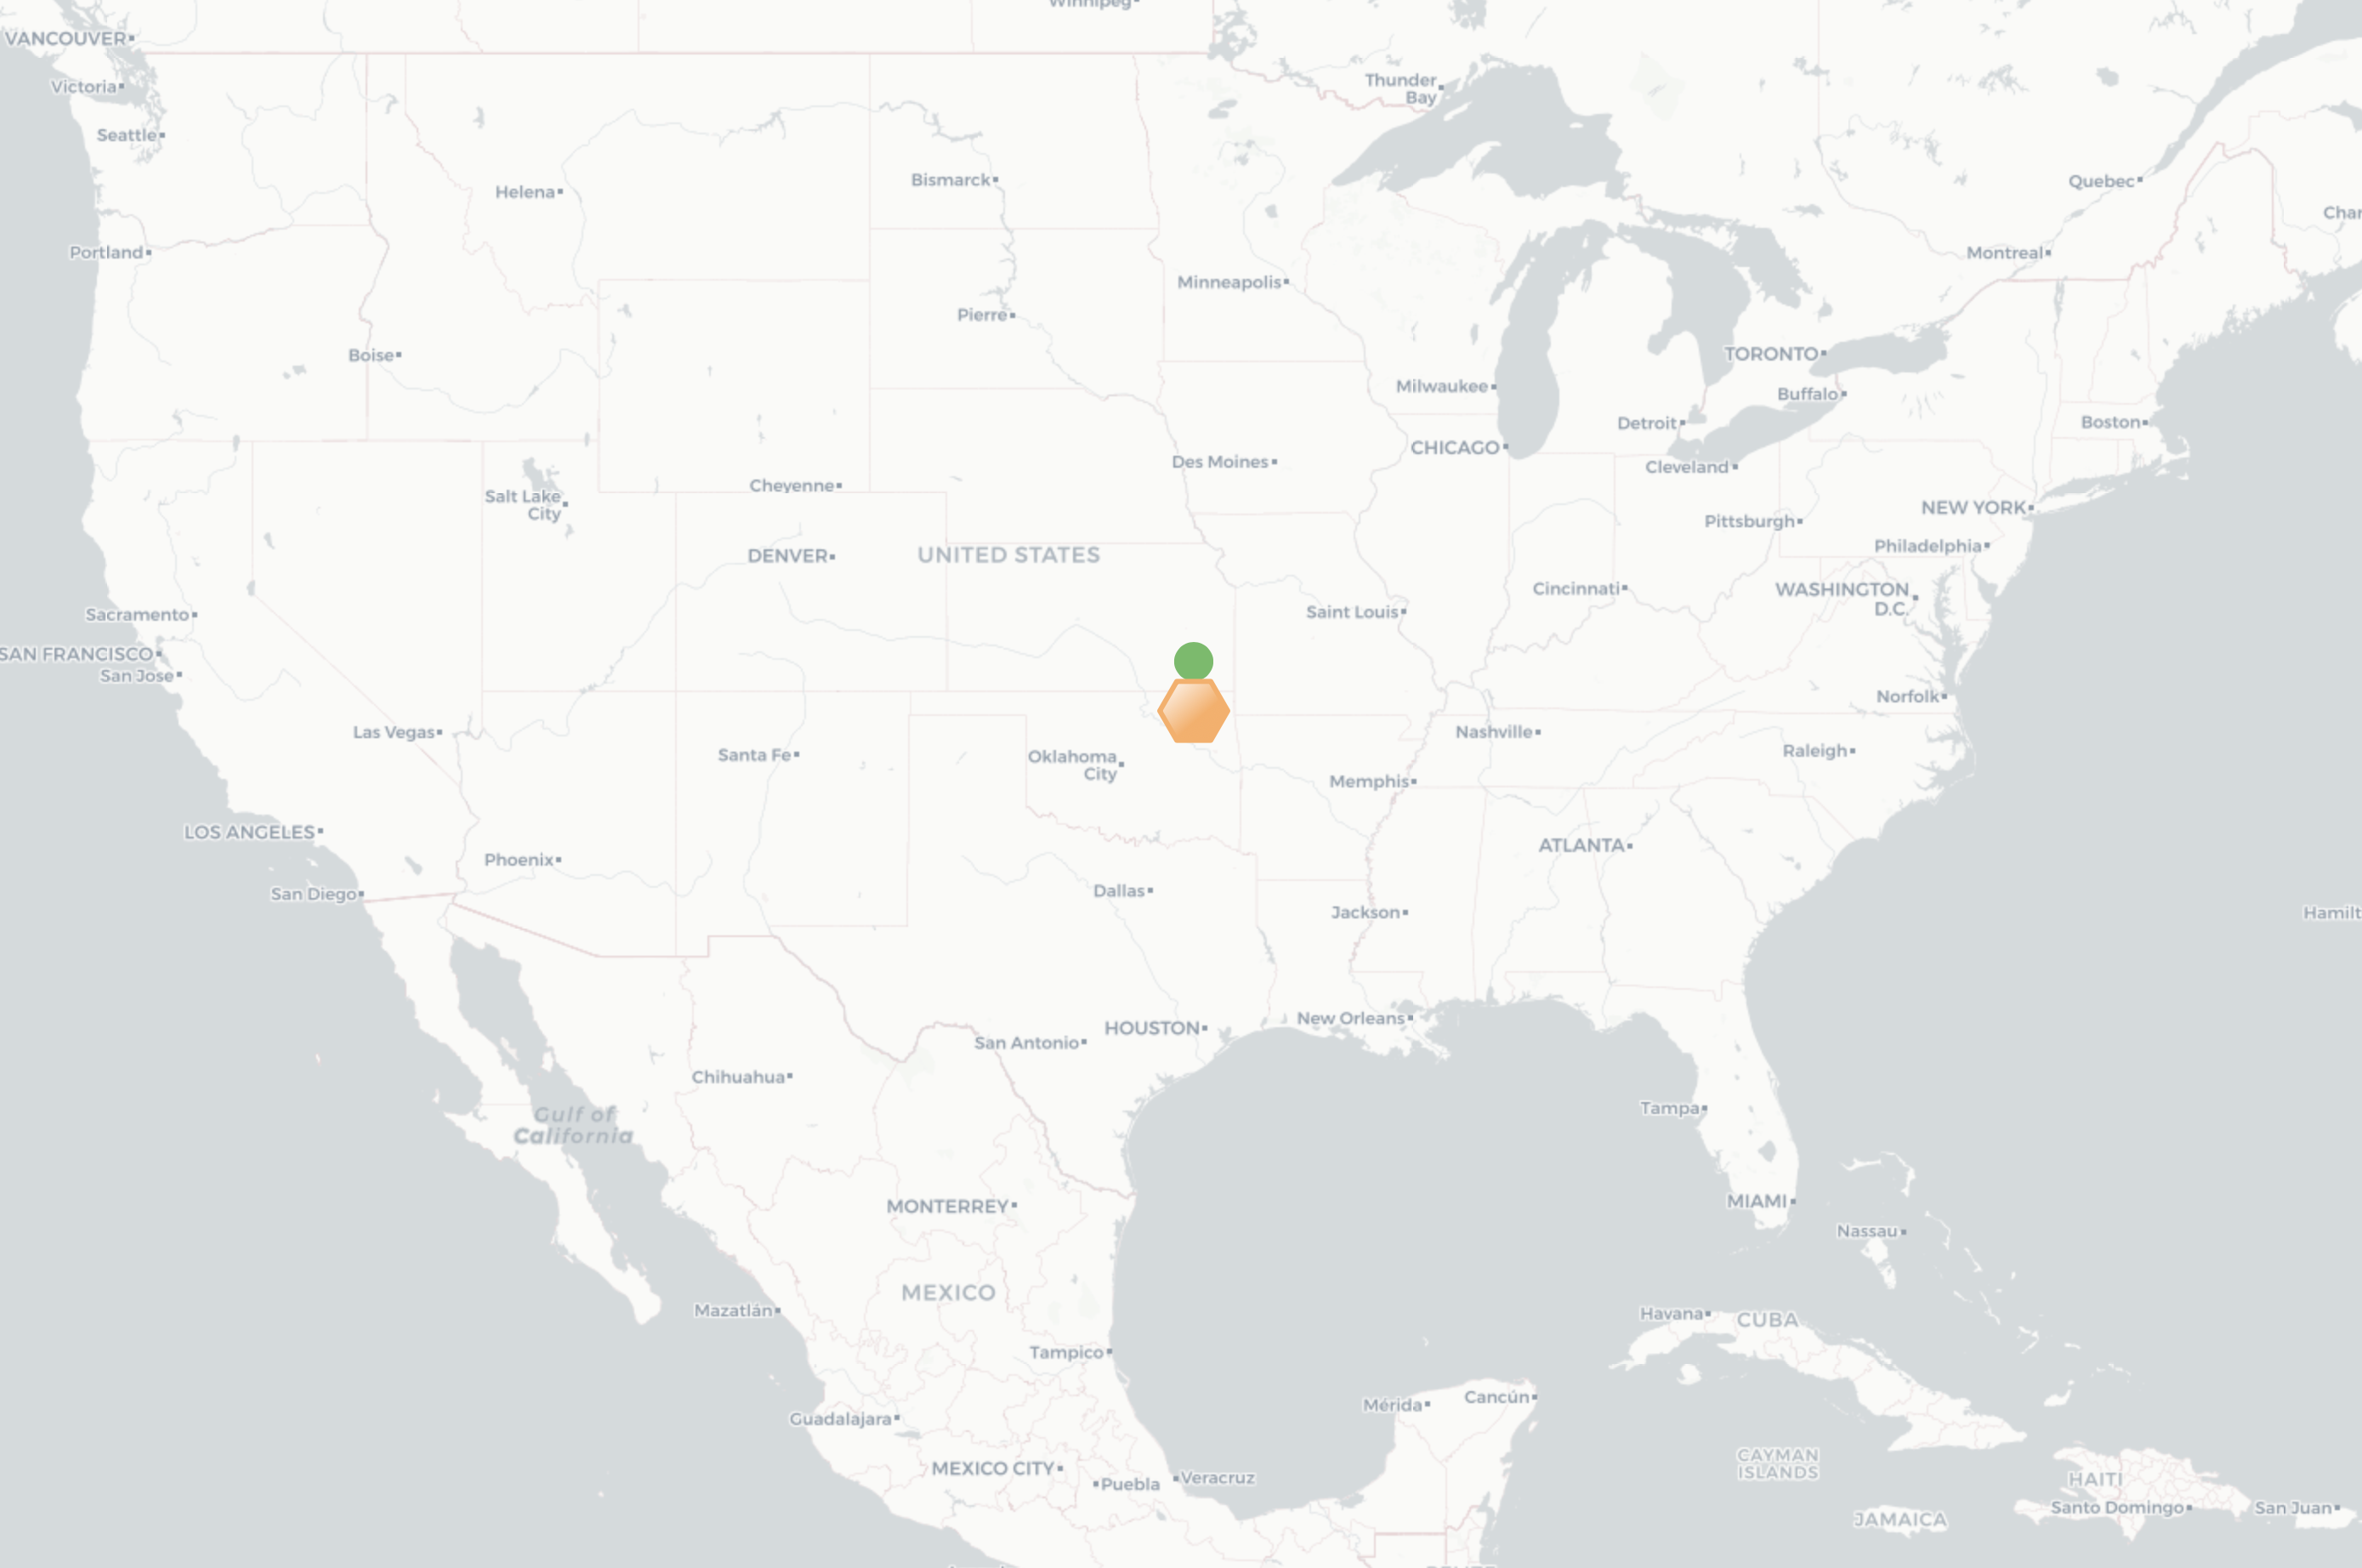 Winnipeg
VANCOUVER
Victoria
Seattle
Thunder
Bay
Helena
Bismarck
Quebec
Portland
Montreal
Minneapolis
Pierre
Boise
TORONTO
Milwaukee
Buffalo
Detroit
Boston
CHICAGO
Des Moines
Cleveland
Cheyenne
Salt Lake
City
NEW YORK
Pittsburgh
DENVER
UNITED STATES
Philadelphia
Cincinnati
WASHINGTON
D.C.
Sacramento
Saint Louis
SAN FRANCISCO
San Jose
Norfolk
Las Vegas
Nashville
Santa Fe
Oklahoma
City
Raleigh
Memphis
LOS ANGELES
ATLANTA
Phoenix
San Diego
Dallas
Jackson
Hamilt
New Orleans
HOUSTON
San Antonio
Chihuahua
Gulf of
California
Tampa
MONTERREY
MIAMI
Nassau
MEXICO
Mazatlán
Havana
CUBA
Tampico
Mérida
Cancún
Guadalajara
CAYMAN
ISLANDS
MEXICO CITY
Puebla
Veracruz
HAITI
Santo Domingo
San Juan
JAMAICA